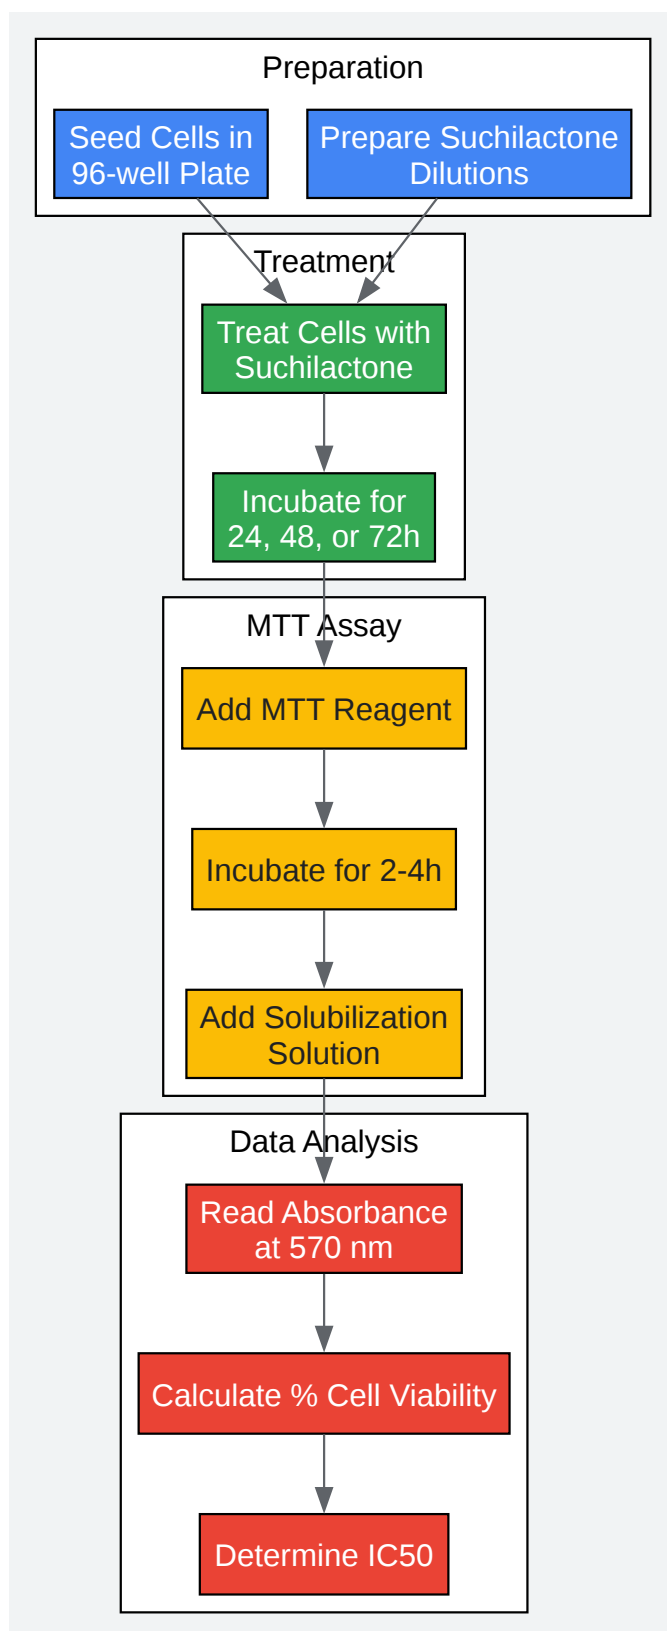 Preparation
Seed Cells in
96-well Plate
Prepare Suchilactone
Dilutions
Treatment
Treat Cells with
Suchilactone
Incubate for
24, 48, or 72h
MTT Assay
Add MTT Reagent
Incubate for 2-4h
Add Solubilization
Solution
Data Analysis
Read Absorbance
at 570 nm
Calculate % Cell Viability
Determine IC50